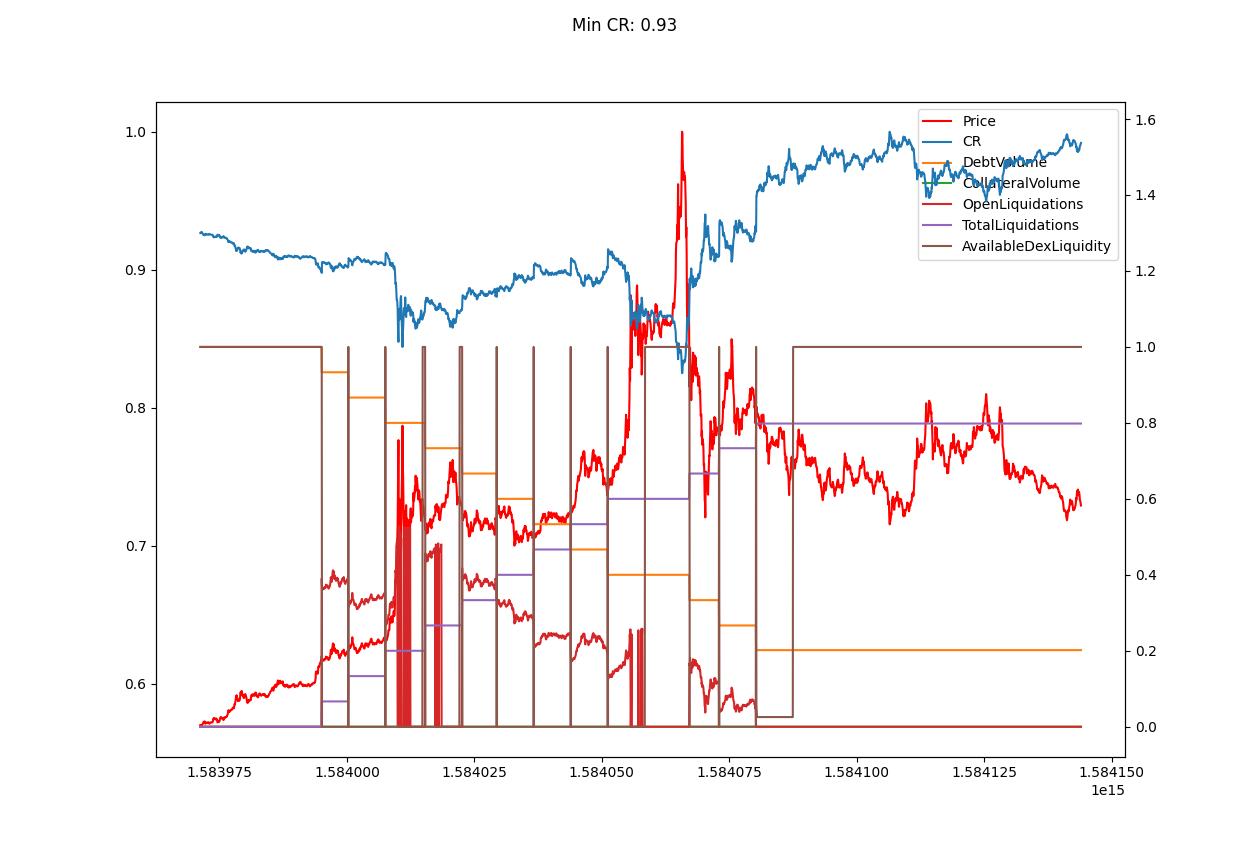 Min CR: 0.93
1.0
0.9
0.8
0.7
0.6
1.6
1.4
1.2
1.0
0.8
0.6
0.4
0.2
0.0
Price
CR
DebtVolume
CollateralVolume
OpenLiquidations
TotalLiquidations
AvailableDexLiquidity
1.583975 1.584000 1.584025 1.584050 1.584075 1.584100 1.584125 1.584150
1e15